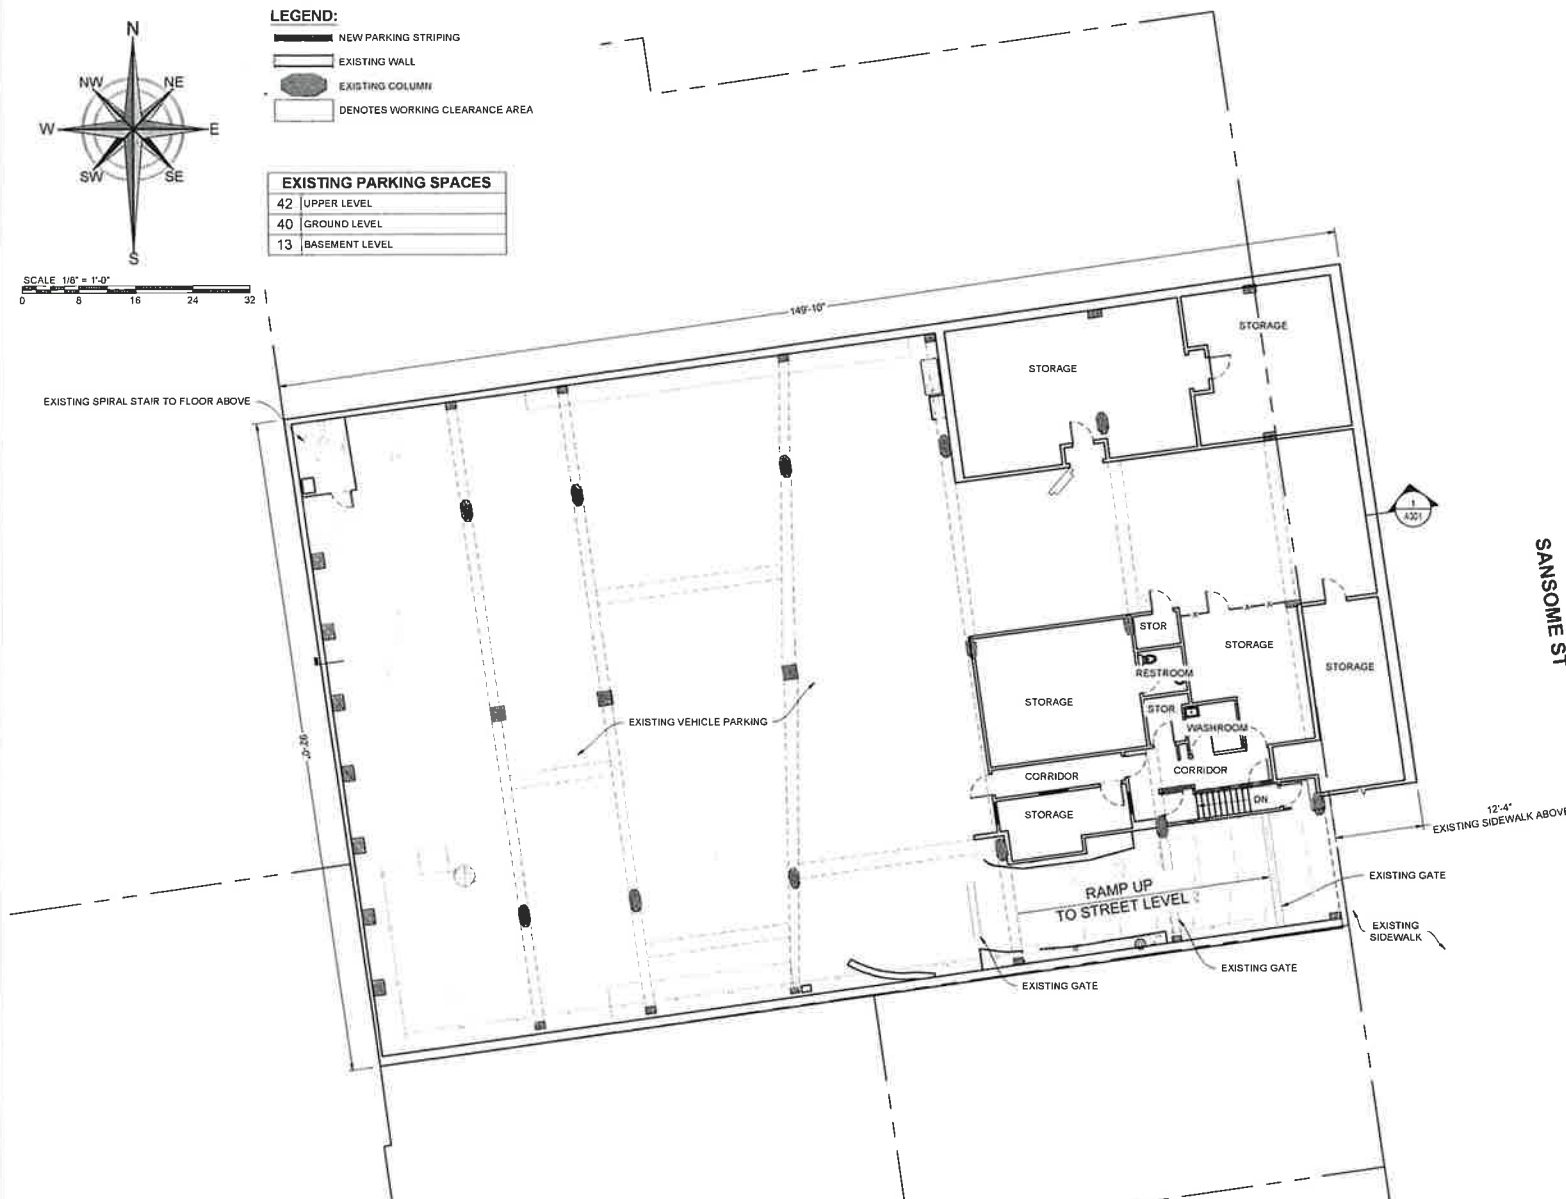 N
NW
NE
W
E
SW
SE
S
LEGEND:
NEW PARKING STRIPING
EXISTING WALL
EXISTING COLUMN
DENOTES WORKING CLEARANCE AREA
EXISTING PARKING SPACES
42 UPPER LEVEL
40 GROUND LEVEL
13 BASEMENT LEVEL
SCALE 1/8" = 1'-0"
0 8 16 24 32
149'-10"
EXISTING SPIRAL STAIR TO FLOOR ABOVE
STORAGE
STORAGE
1
A301
SANSOME ST
STOR
STORAGE
RESTROOM
STORAGE
STORAGE
STOR
WASHROOM
EXISTING VEHICLE PARKING
CORRIDOR
CORRIDOR
DN
STORAGE
12'-4"
EXISTING SIDEWALK ABOVE
RAMP UP
TO STREET LEVEL
EXISTING GATE
EXISTING
SIDEWALK
EXISTING GATE
EXISTING GATE